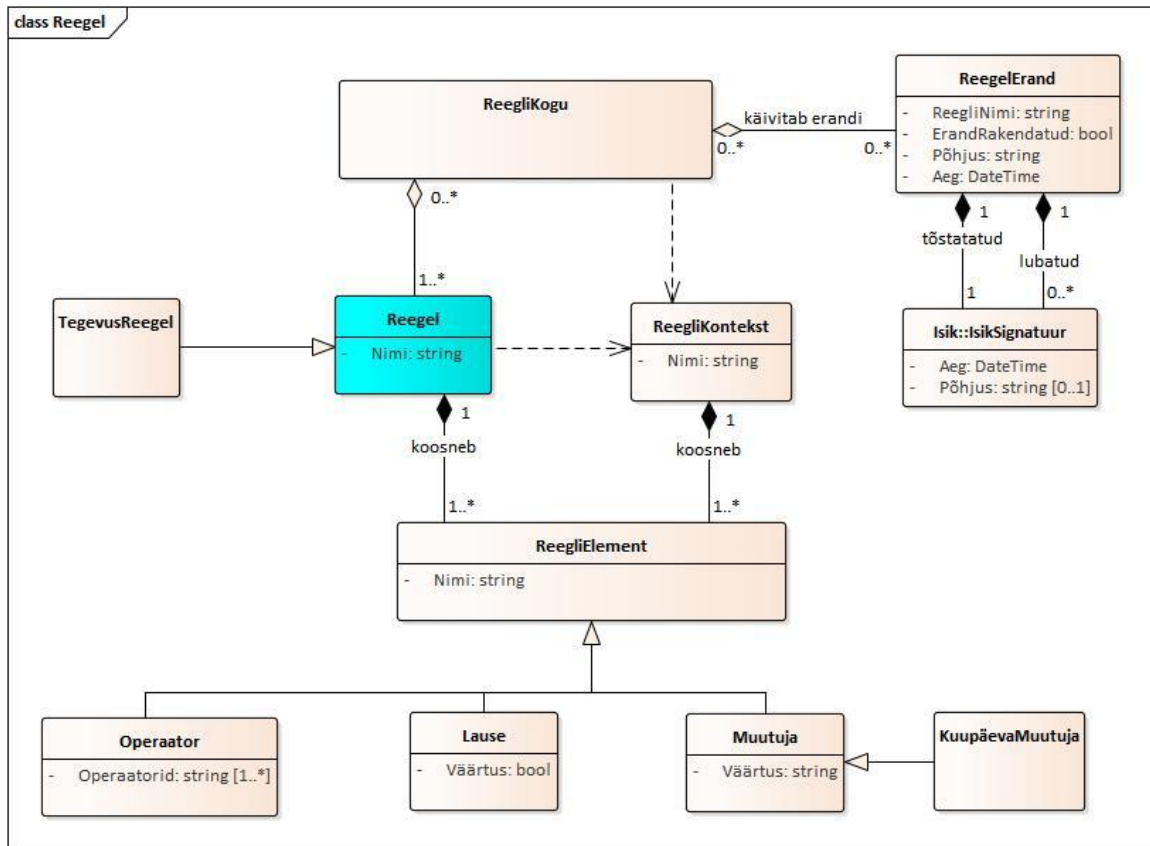 class Reegel
ReegliKogu
ReegelErand
- ReegliNimi: string
- ErandRakendatud: bool
- Põhjus: string
- Aeg: DateTime
käivitab erandi
0..*
0..*
0..*
1..*
1
1
tõstatatud
lubatud
1
0..*
TegevusReegel
Reegel
- Nimi: string
ReegliKontekst
- Nimi: string
Isik::IsikSignatuur
- Aeg: DateTime
- Põhjus: string [0..1]
1
1
koosneb
koosneb
1..*
1..*
ReegliElement
- Nimi: string
Operaator
- Operaatorid: string [1..*]
Lause
- Väärtus: bool
Muutuja
- Väärtus: string
KuupäevaMuutuja